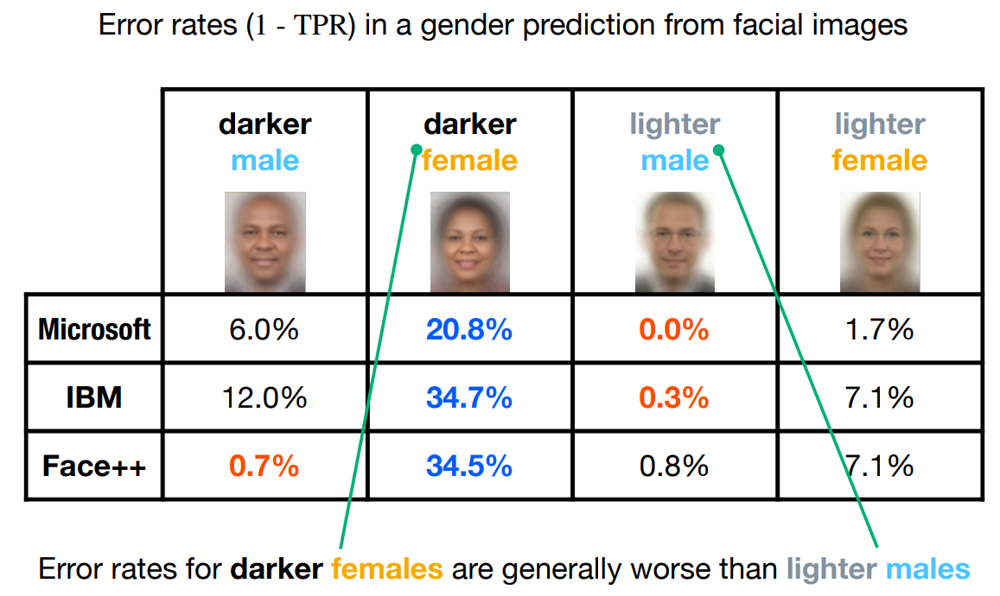 Error rates (1 - TPR) in a gender prediction from facial images
darker male
darker female
lighter male
lighter female
Microsoft 6.0% 20.8% 0.0% 1.7%
IBM 12.0% 34.7% 0.3% 7.1%
Face++ 0.7% 34.5% 0.8% 7.1%
Error rates for darker females are generally worse than lighter males